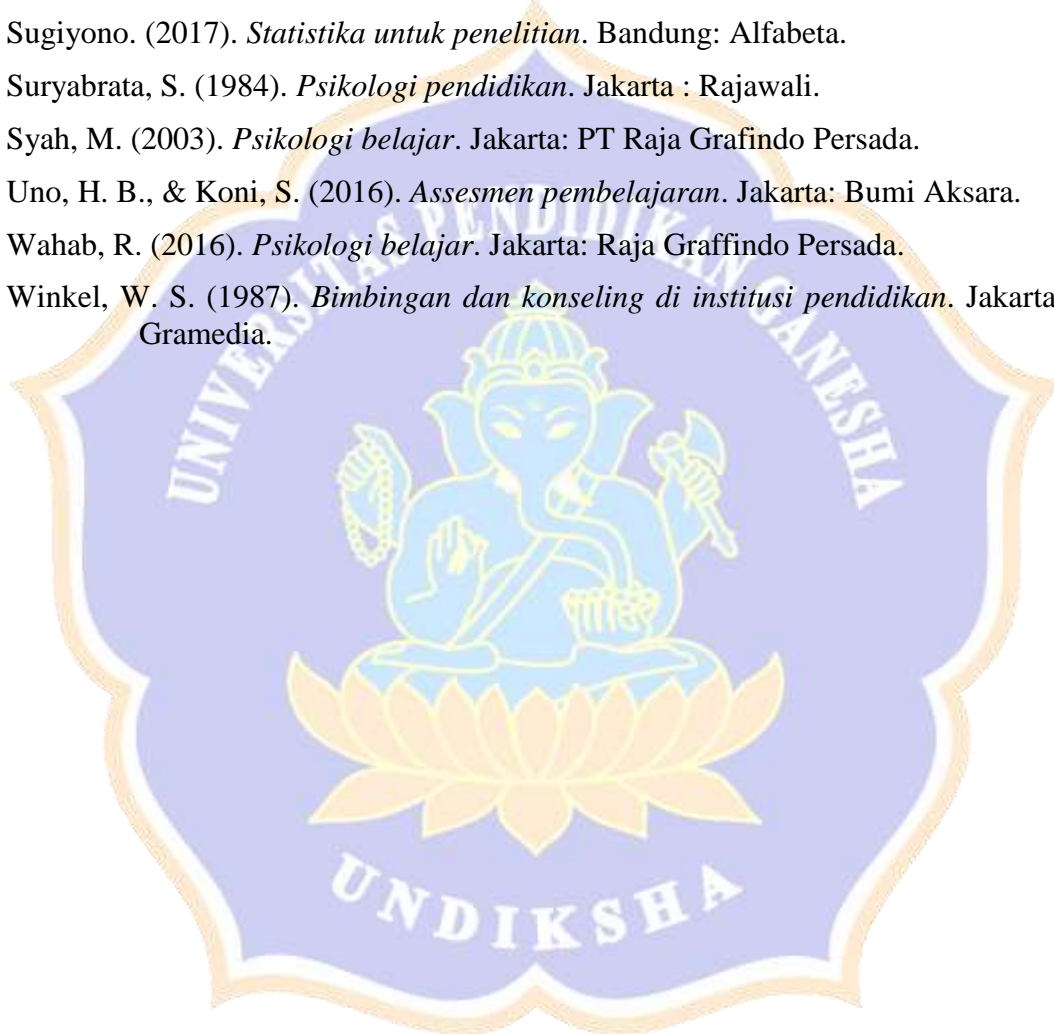 Sugiyono. (2017). Statistika untuk penelitian. Bandung: Alfabeta.
Suryabrata, S. (1984). Psikologi pendidikan. Jakarta : Rajawali.
Syah, M. (2003). Psikologi belajar. Jakarta: PT Raja Grafindo Persada.
Uno, H. B., & Koni, S. (2016). Assesmen pembelajaran. Jakarta: Bumi Aksara.
Wahab, R. (2016). Psikologi belajar. Jakarta: Raja Graffindo Persada.
Winkel, W. S. (1987). Bimbingan dan konseling di institusi pendidikan. Jakarta
Gramedia.
UNIVERSITAS PENDIDIKAN GANESHA
UNDIKSHA